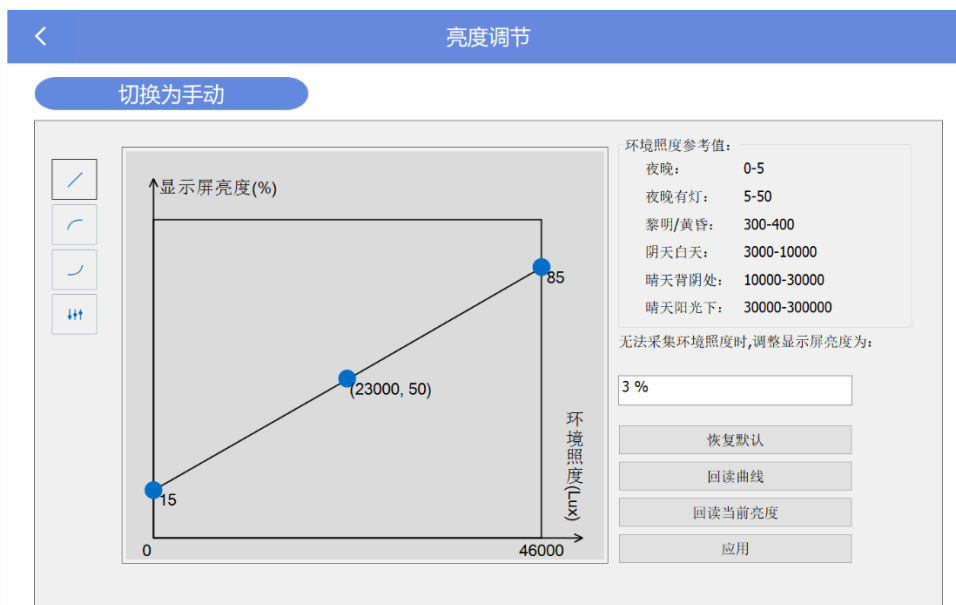 亮度调节
切换为手动
显示屏亮度(%)
85
(23000, 50)
15
环境照度(Lux)
0
46000
环境照度参考值:
夜晚: 0-5
夜晚有灯: 5-50
黎明/黄昏: 300-400
阴天白天: 3000-10000
晴天背阴处: 10000-30000
晴天阳光下: 30000-300000
无法采集环境照度时,调整显示屏亮度为:
3 %
恢复默认
回读曲线
回读当前亮度
应用